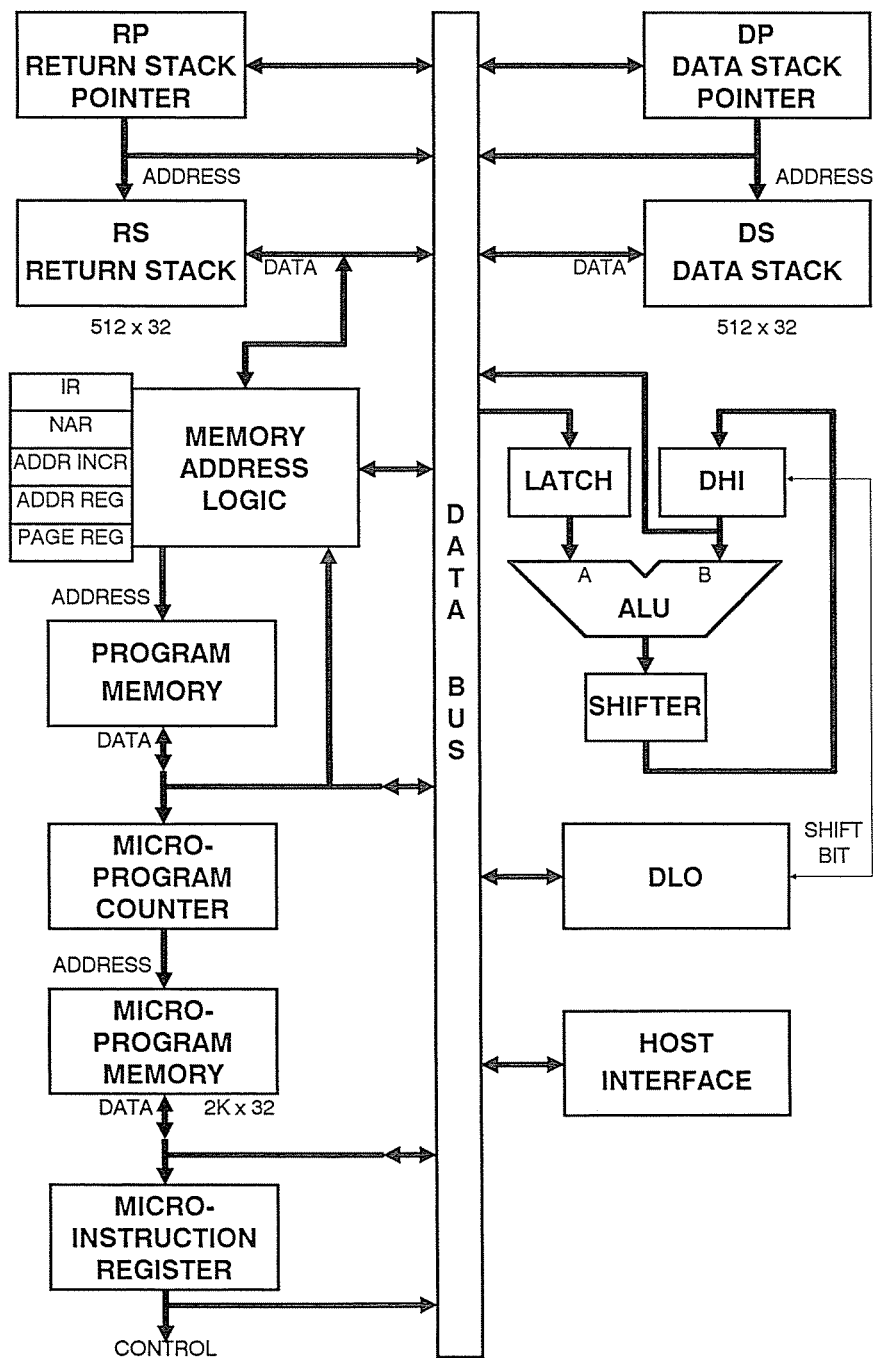 RP
RETURN STACK
POINTER
ADDRESS
RS
RETURN STACK
DATA
512 x 32
IR
NAR
ADDR INCR
ADDR REG
PAGE REG
MEMORY
ADDRESS
LOGIC
ADDRESS
PROGRAM
MEMORY
DATA
MICRO-
PROGRAM
COUNTER
ADDRESS
MICRO-
PROGRAM
MEMORY
DATA
2K x 32
MICRO-
INSTRUCTION
REGISTER
CONTROL
DATA BUS
DP
DATA STACK
POINTER
ADDRESS
DS
DATA STACK
DATA
512 x 32
LATCH
DHI
A
B
ALU
SHIFTER
SHIFT
BIT
DLO
HOST
INTERFACE